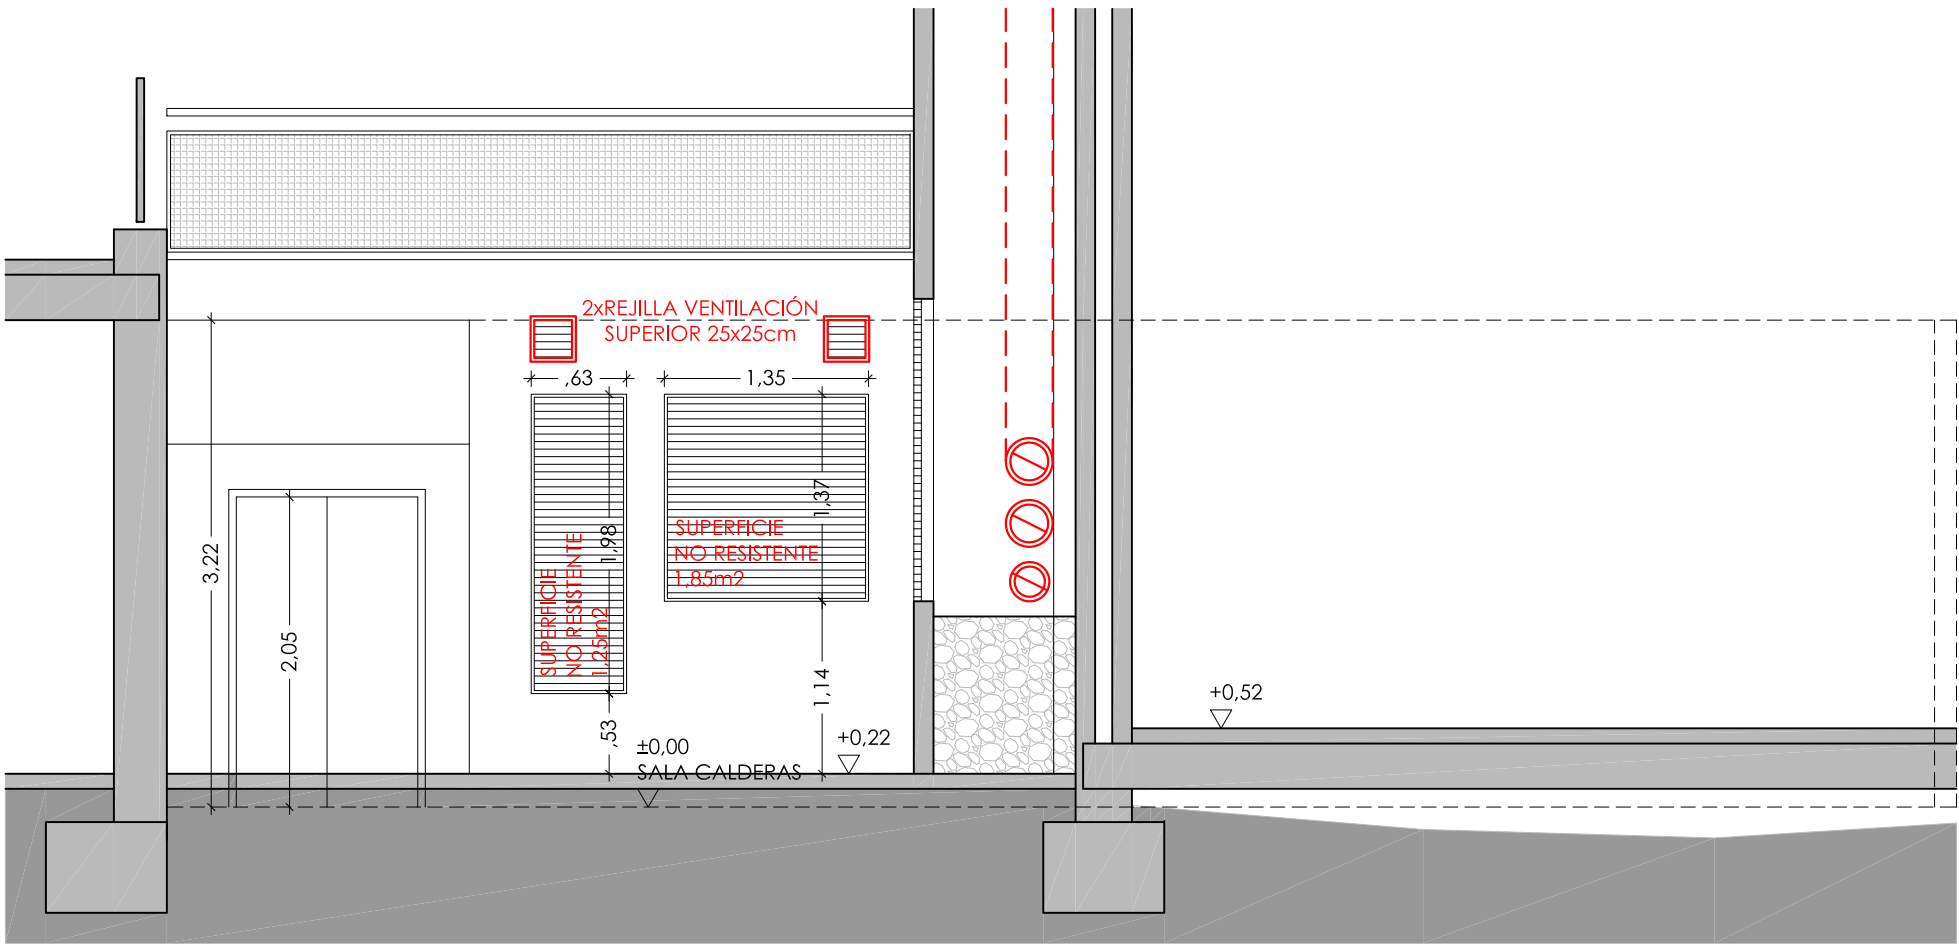 2xREJILLA VENTILACIÓN
SUPERIOR 25x25cm
,63
1,35
3,22
2,05
SUPERFICIE
NO RESISTENTE
1,25m2
1,98
,53
SUPERFICIE
NO RESISTENTE
1,85m2
1,37
1,14
±0,00
SALA CALDERAS
+0,22
+0,52